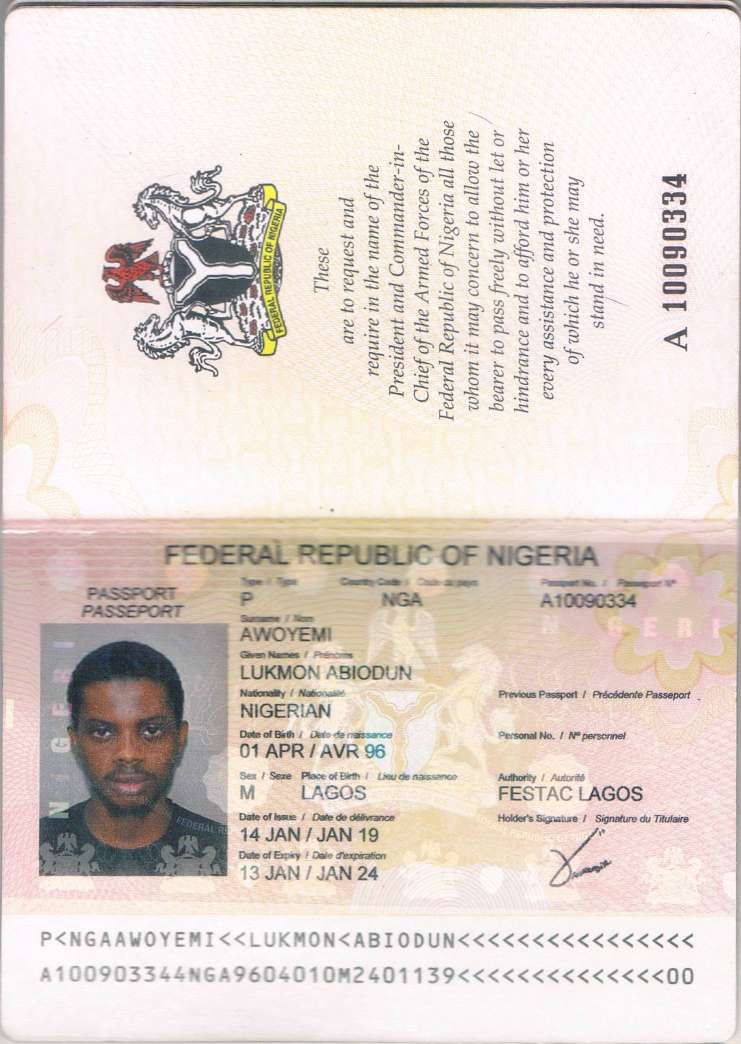 FEDERAL REPUBLIC OF NIGERIA
These
are to request and
require in the name of the
President and Commander-in-
Chief of the Armed Forces of the
Federal Republic of Nigeria all those
whom it may concern to allow the
bearer to pass freely without let or
hindrance and to afford him or her
every assistance and protection
of which he or she may
stand in need.
A 10090334
FEDERAL REPUBLIC OF NIGERIA
PASSPORT
PASSEPORT
Type / Type Country Code / Code du pays Passport No. / Passeport N°
P NGA A10090334
Surname / Nom
AWOYEMI
Given Names / Prénoms
LUKMON ABIODUN
Nationality / Nationalité Previous Passport / Précédente Passeport
NIGERIAN
Date of Birth / Date de naissance Personal No. / N° personnel
01 APR / AVR 96
Sex / Sexe Place of Birth / Lieu de naissance Authority / Autorité
M LAGOS FESTAC LAGOS
Date of Issue / Date de délivrance Holder's Signature / Signature du Titulaire
14 JAN / JAN 19
Date of Expiry / Date d'expiration
13 JAN / JAN 24
NIGERI
NIGERI
FEDERAL R
P<NGAAWOYEMI<<LUKMON<ABIODUN<<<<<<<<<<<<<<<<
A100903344NGA9604010M2401139<<<<<<<<<<<<<<00